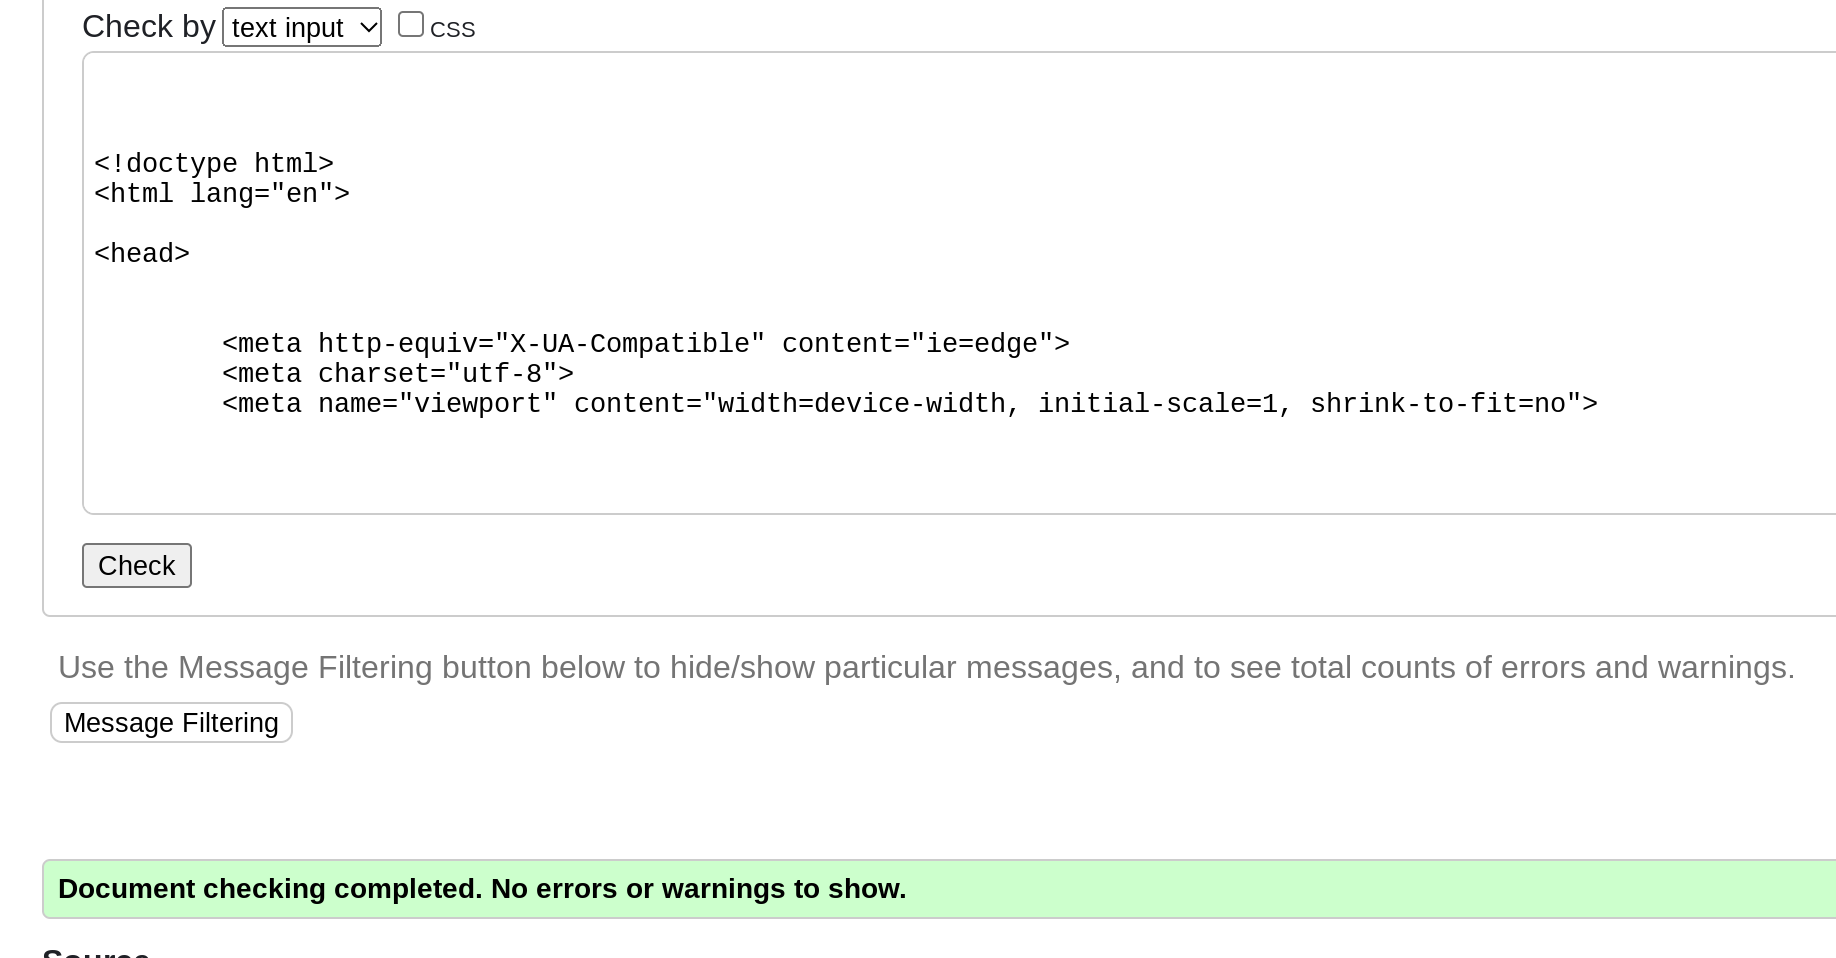 Check by text input CSS
<!doctype html>
<html lang="en">
<head>
<meta http-equiv="X-UA-Compatible" content="ie=edge">
<meta charset="utf-8">
<meta name="viewport" content="width=device-width, initial-scale=1, shrink-to-fit=no">
Check
Use the Message Filtering button below to hide/show particular messages, and to see total counts of errors and warnings.
Message Filtering
Document checking completed. No errors or warnings to show.
Source